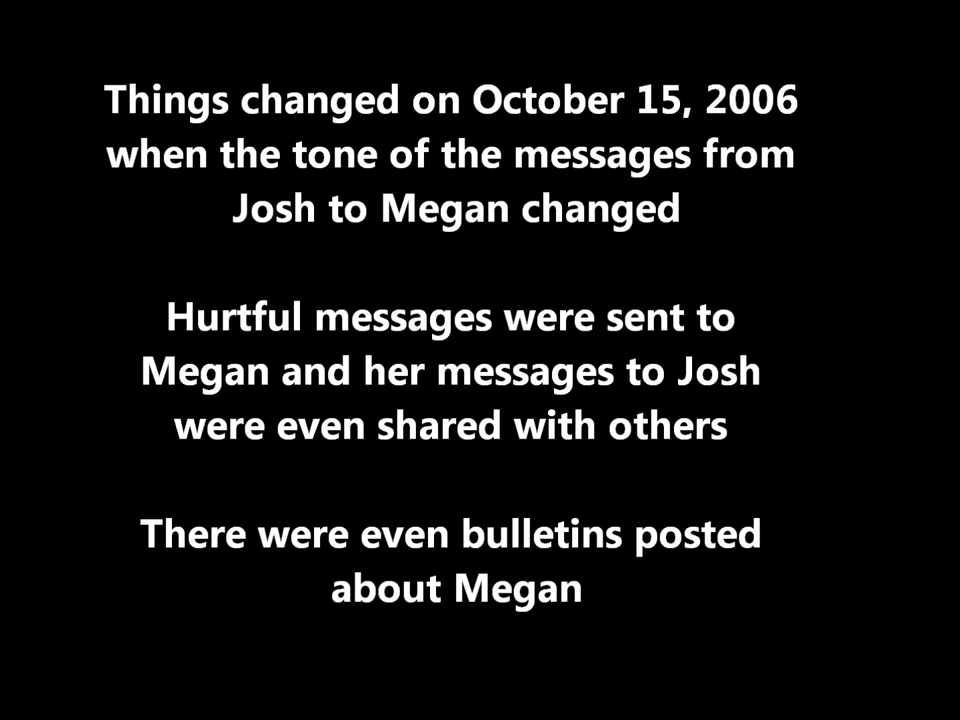 Things changed on October 15, 2006
when the tone of the messages from
Josh to Megan changed
Hurtful messages were sent to
Megan and her messages to Josh
were even shared with others
There were even bulletins posted
about Megan